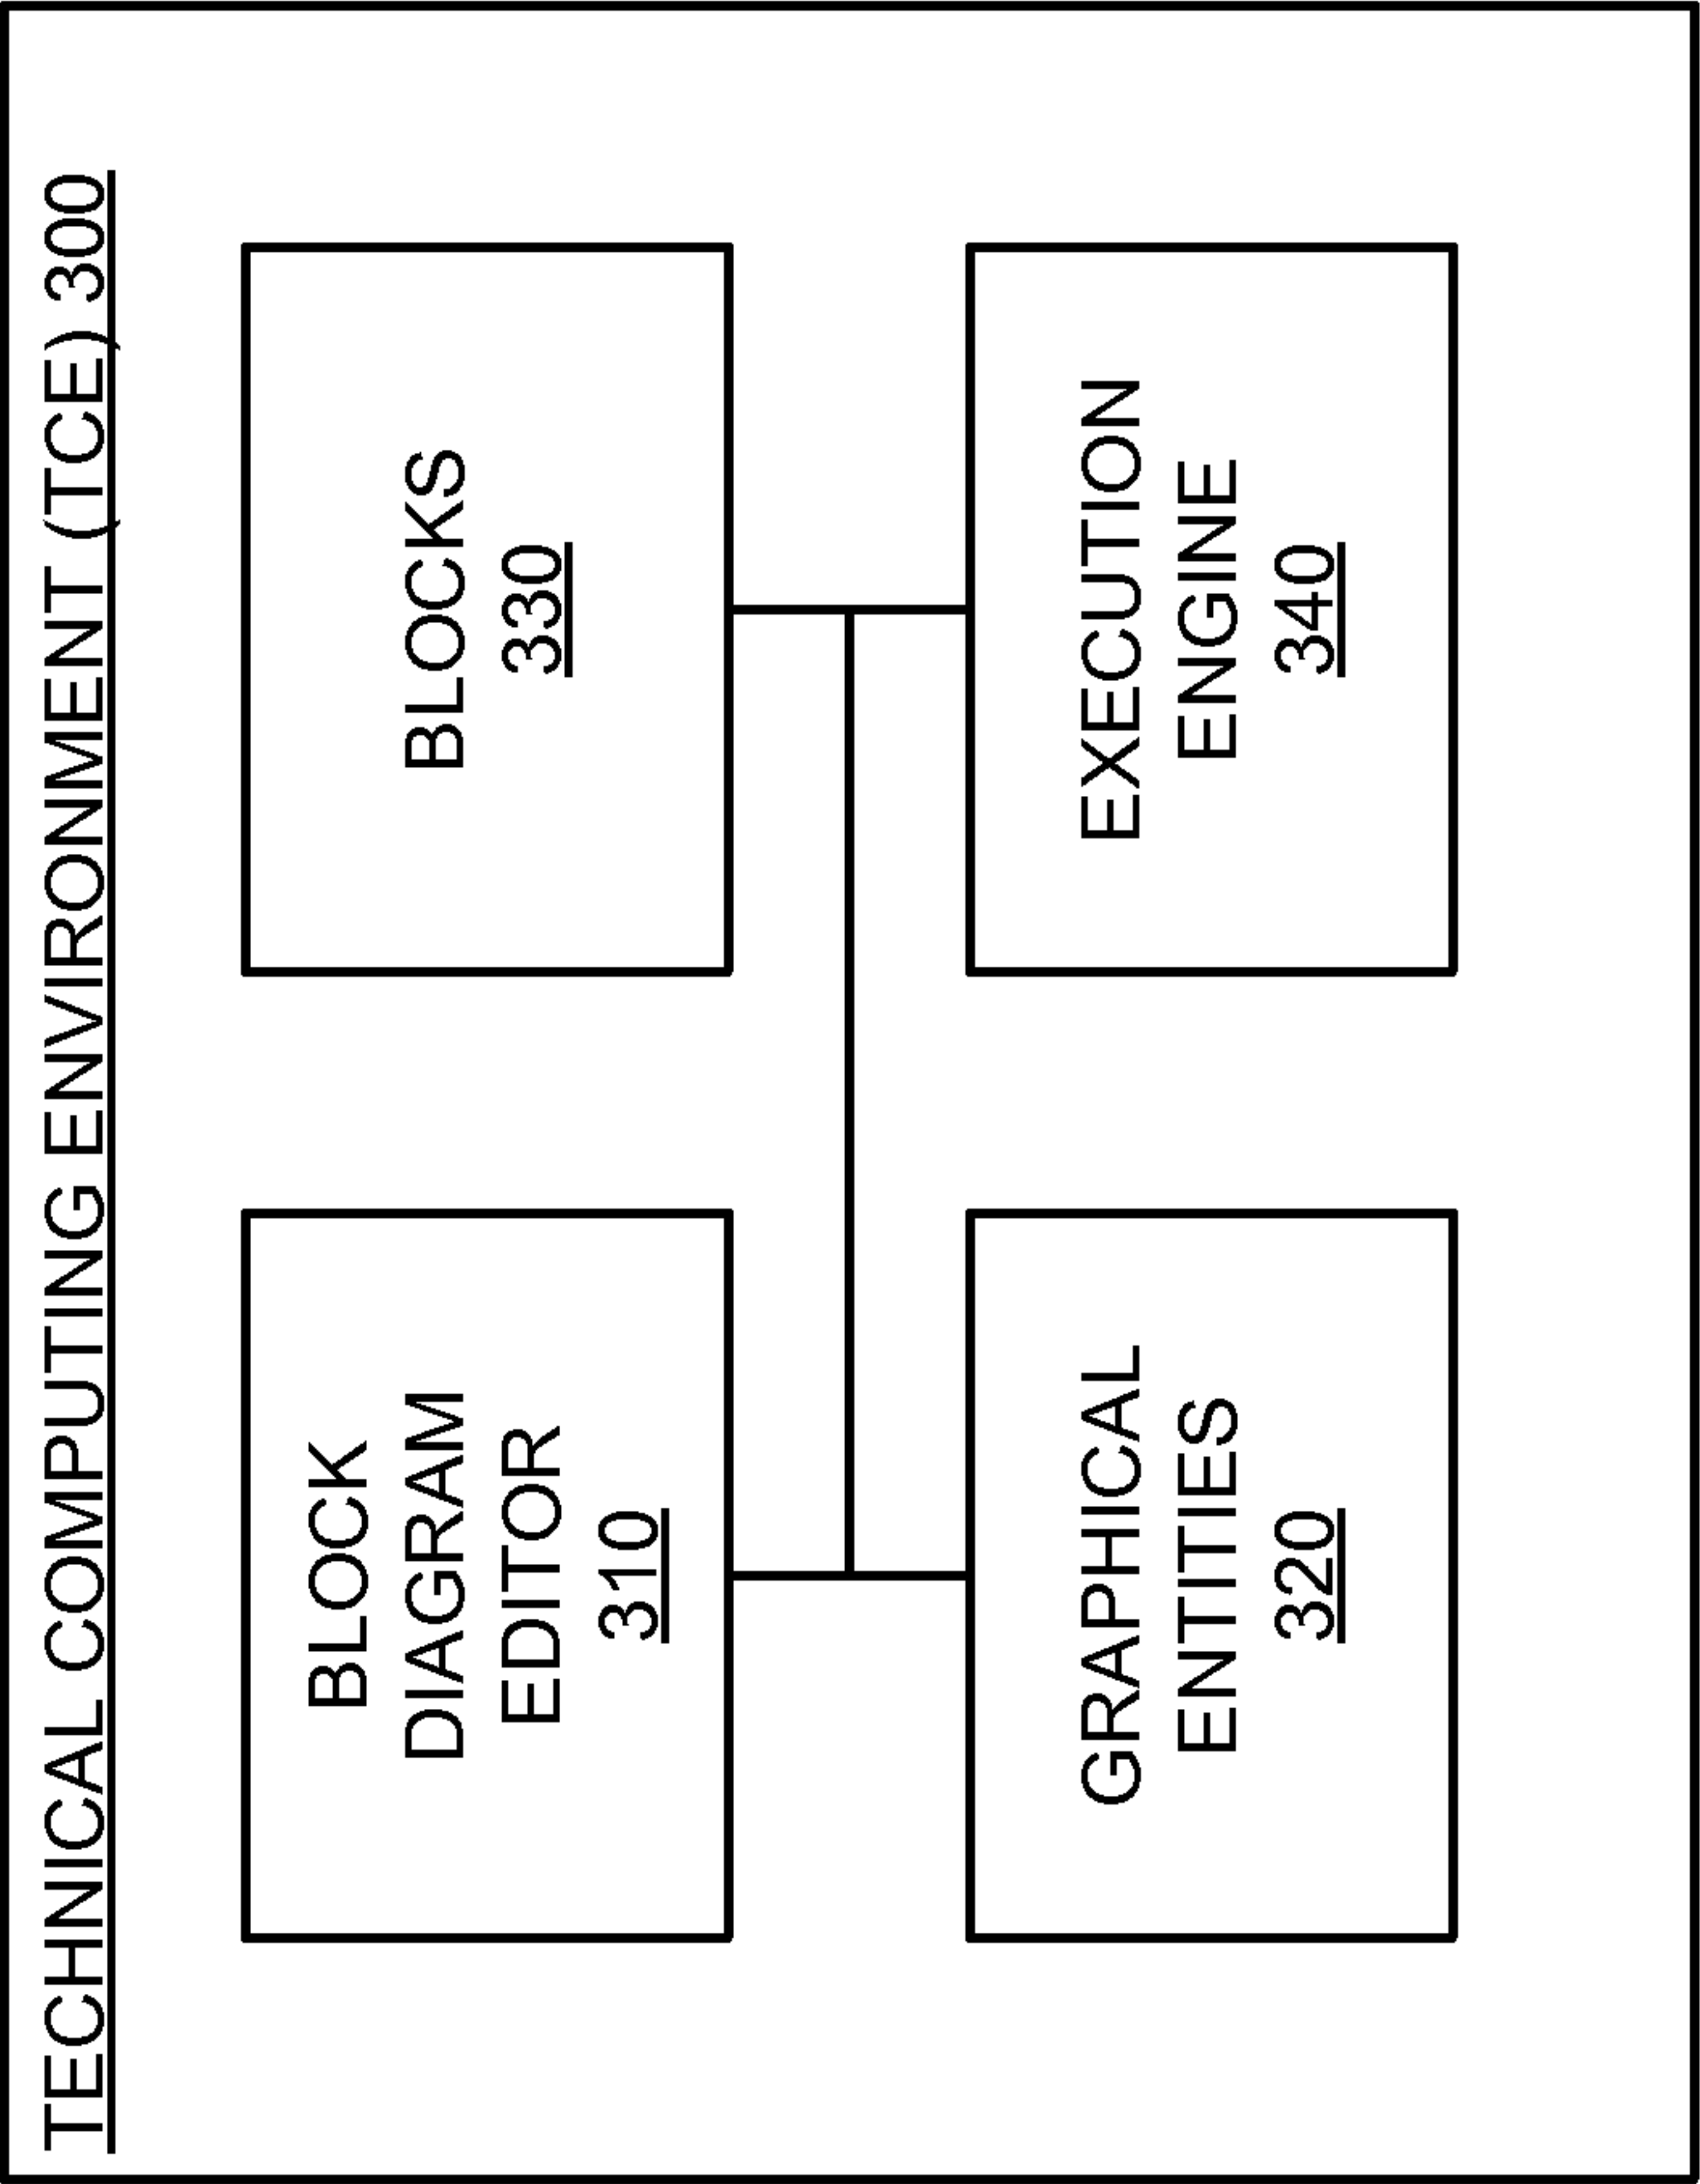 TECHNICAL COMPUTING ENVIRONMENT (TCE) 300
BLOCK
DIAGRAM
EDITOR
310
BLOCKS
330
GRAPHICAL
ENTITIES
320
EXECUTION
ENGINE
340